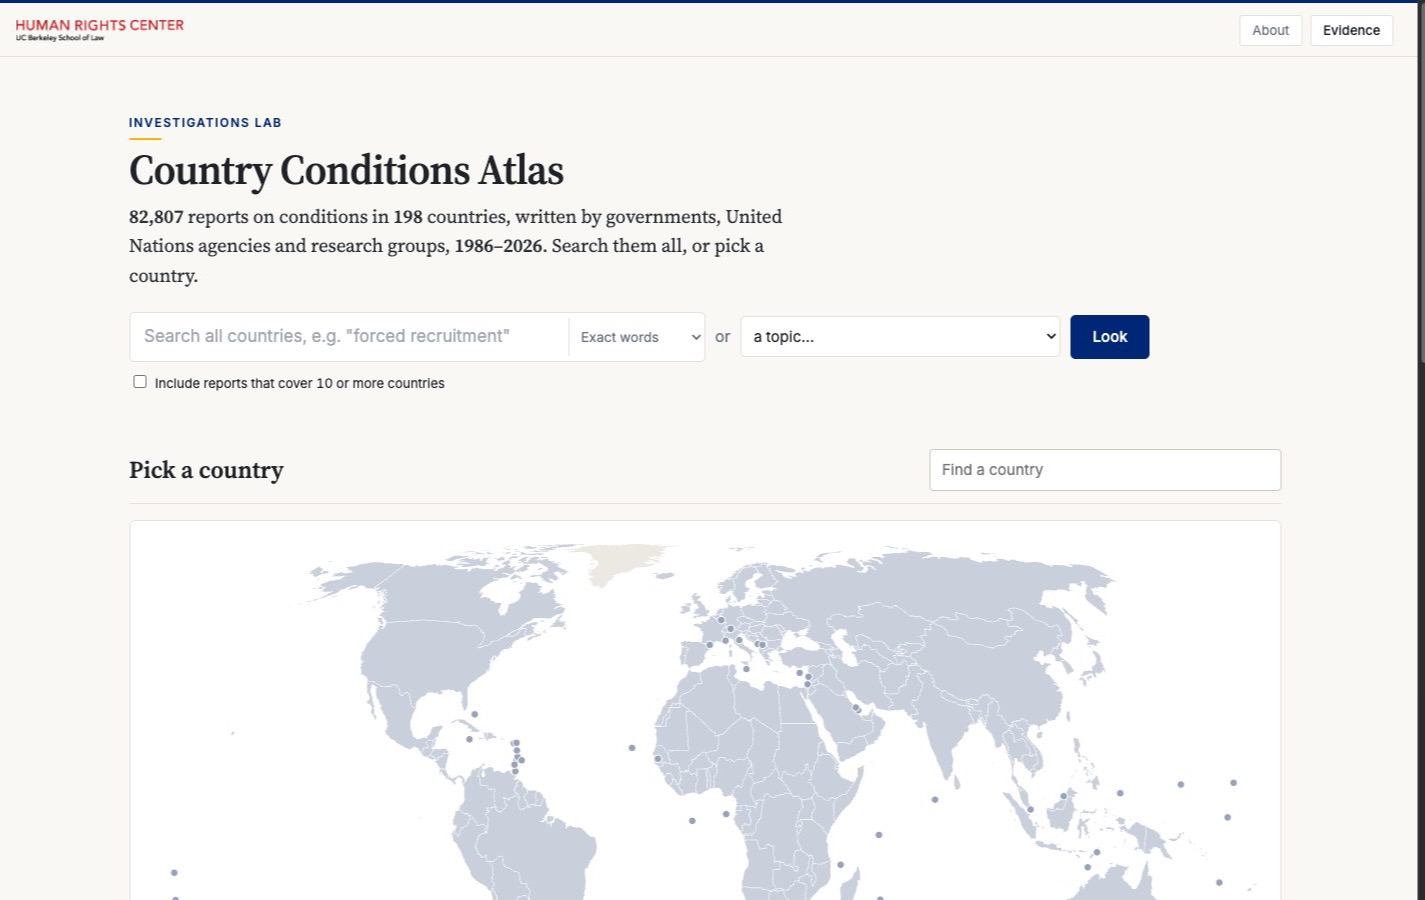 HUMAN RIGHTS CENTER
UC Berkeley School of Law
About
Evidence
INVESTIGATIONS LAB
Country Conditions Atlas
82,807 reports on conditions in 198 countries, written by governments, United
Nations agencies and research groups, 1986–2026. Search them all, or pick a
country.
Search all countries, e.g. "forced recruitment"
Exact words
or
a topic...
Look
Include reports that cover 10 or more countries
Pick a country
Find a country